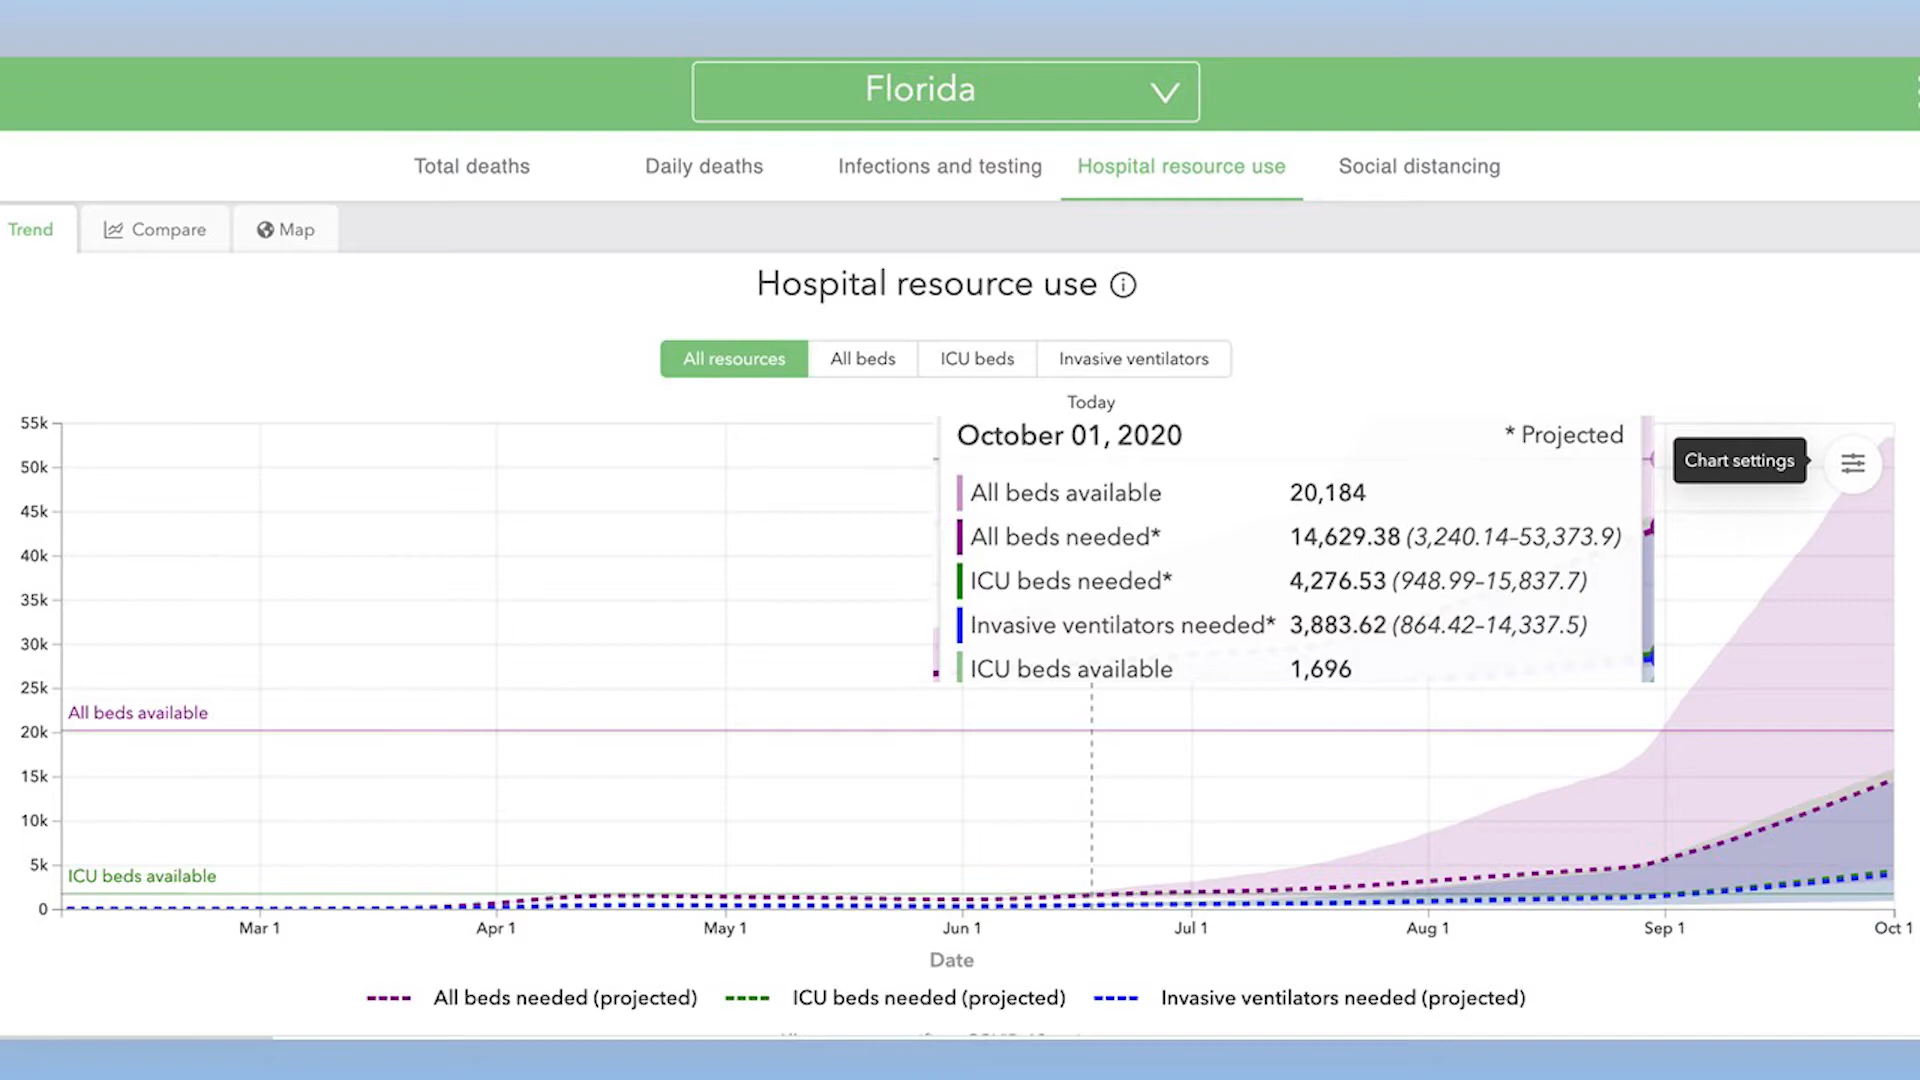 Florida
Total deaths Daily deaths Infections and testing Hospital resource use Social distancing
Trend Compare Map
Hospital resource use
All resources All beds ICU beds Invasive ventilators
Today
October 01, 2020 * Projected
All beds available 20,184
All beds needed* 14,629.38 (3,240.14–53,373.9)
ICU beds needed* 4,276.53 (948.99–15,837.7)
Invasive ventilators needed* 3,883.62 (864.42–14,337.5)
ICU beds available 1,696
Chart settings
55k
50k
45k
40k
35k
30k
25k
20k
15k
10k
5k
0
All beds available
ICU beds available
Mar 1 Apr 1 May 1 Jun 1 Jul 1 Aug 1 Sep 1 Oct 1
Date
All beds needed (projected) ICU beds needed (projected) Invasive ventilators needed (projected)